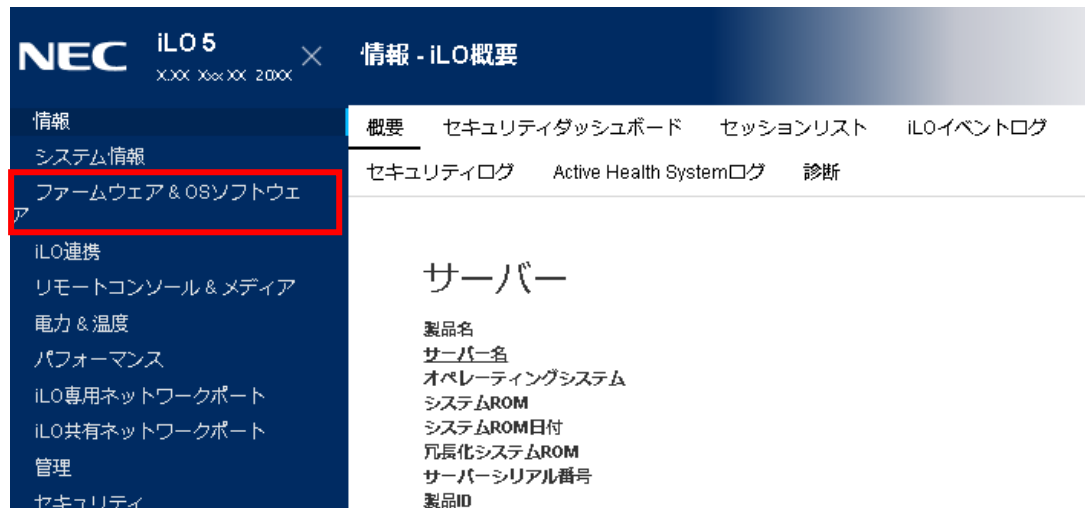 NEC iLO 5
X.XX Xxx XX 20XX
情報 - iLO概要
情報
システム情報
ファームウェア & OSソフトウェ
ア
iLO連携
リモートコンソール & メディア
電力 & 温度
パフォーマンス
iLO専用ネットワークポート
iLO共有ネットワークポート
管理
セキュリティ
概要 セキュリティダッシュボード セッションリスト iLOイベントログ
セキュリティログ Active Health Systemログ 診断
サーバー
製品名
サーバー名
オペレーティングシステム
システムROM
システムROM日付
冗長化システムROM
サーバーシリアル番号
製品ID